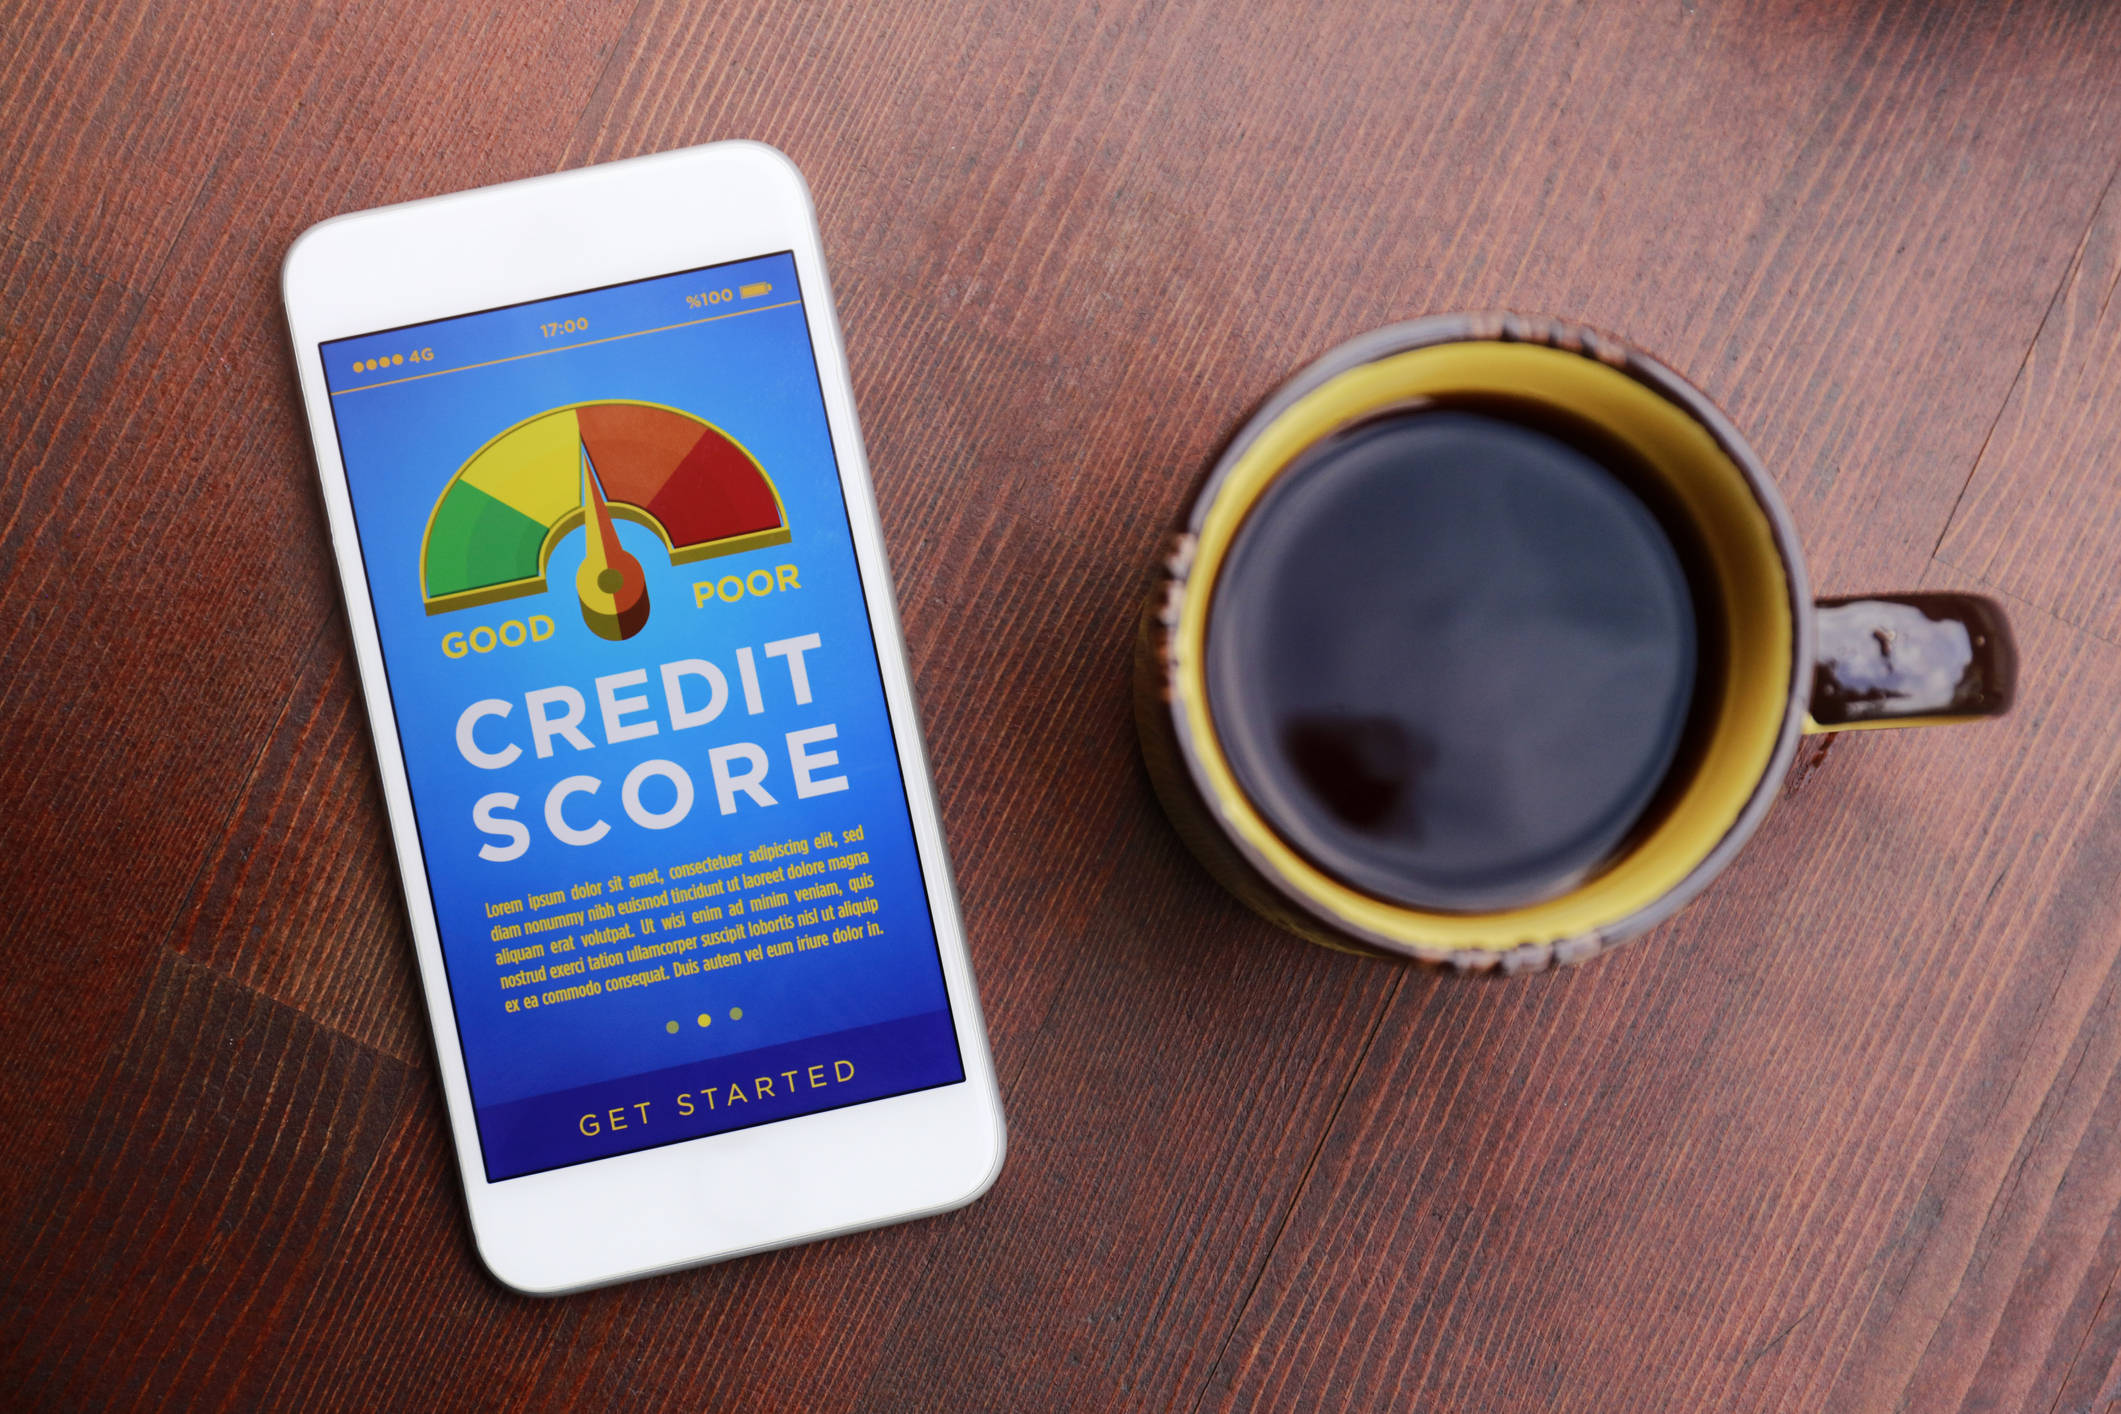 ●●●● 4G 17:00 %100
GOOD POOR
CREDIT
SCORE
Lorem ipsum dolor sit amet, consectetuer adipiscing elit, sed
diam nonummy nibh euismod tincidunt ut laoreet dolore magna
aliquam erat volutpat. Ut wisi enim ad minim veniam, quis
nostrud exerci tation ullamcorper suscipit lobortis nisl ut aliquip
ex ea commodo consequat. Duis autem vel eum iriure dolor in.
GET STARTED